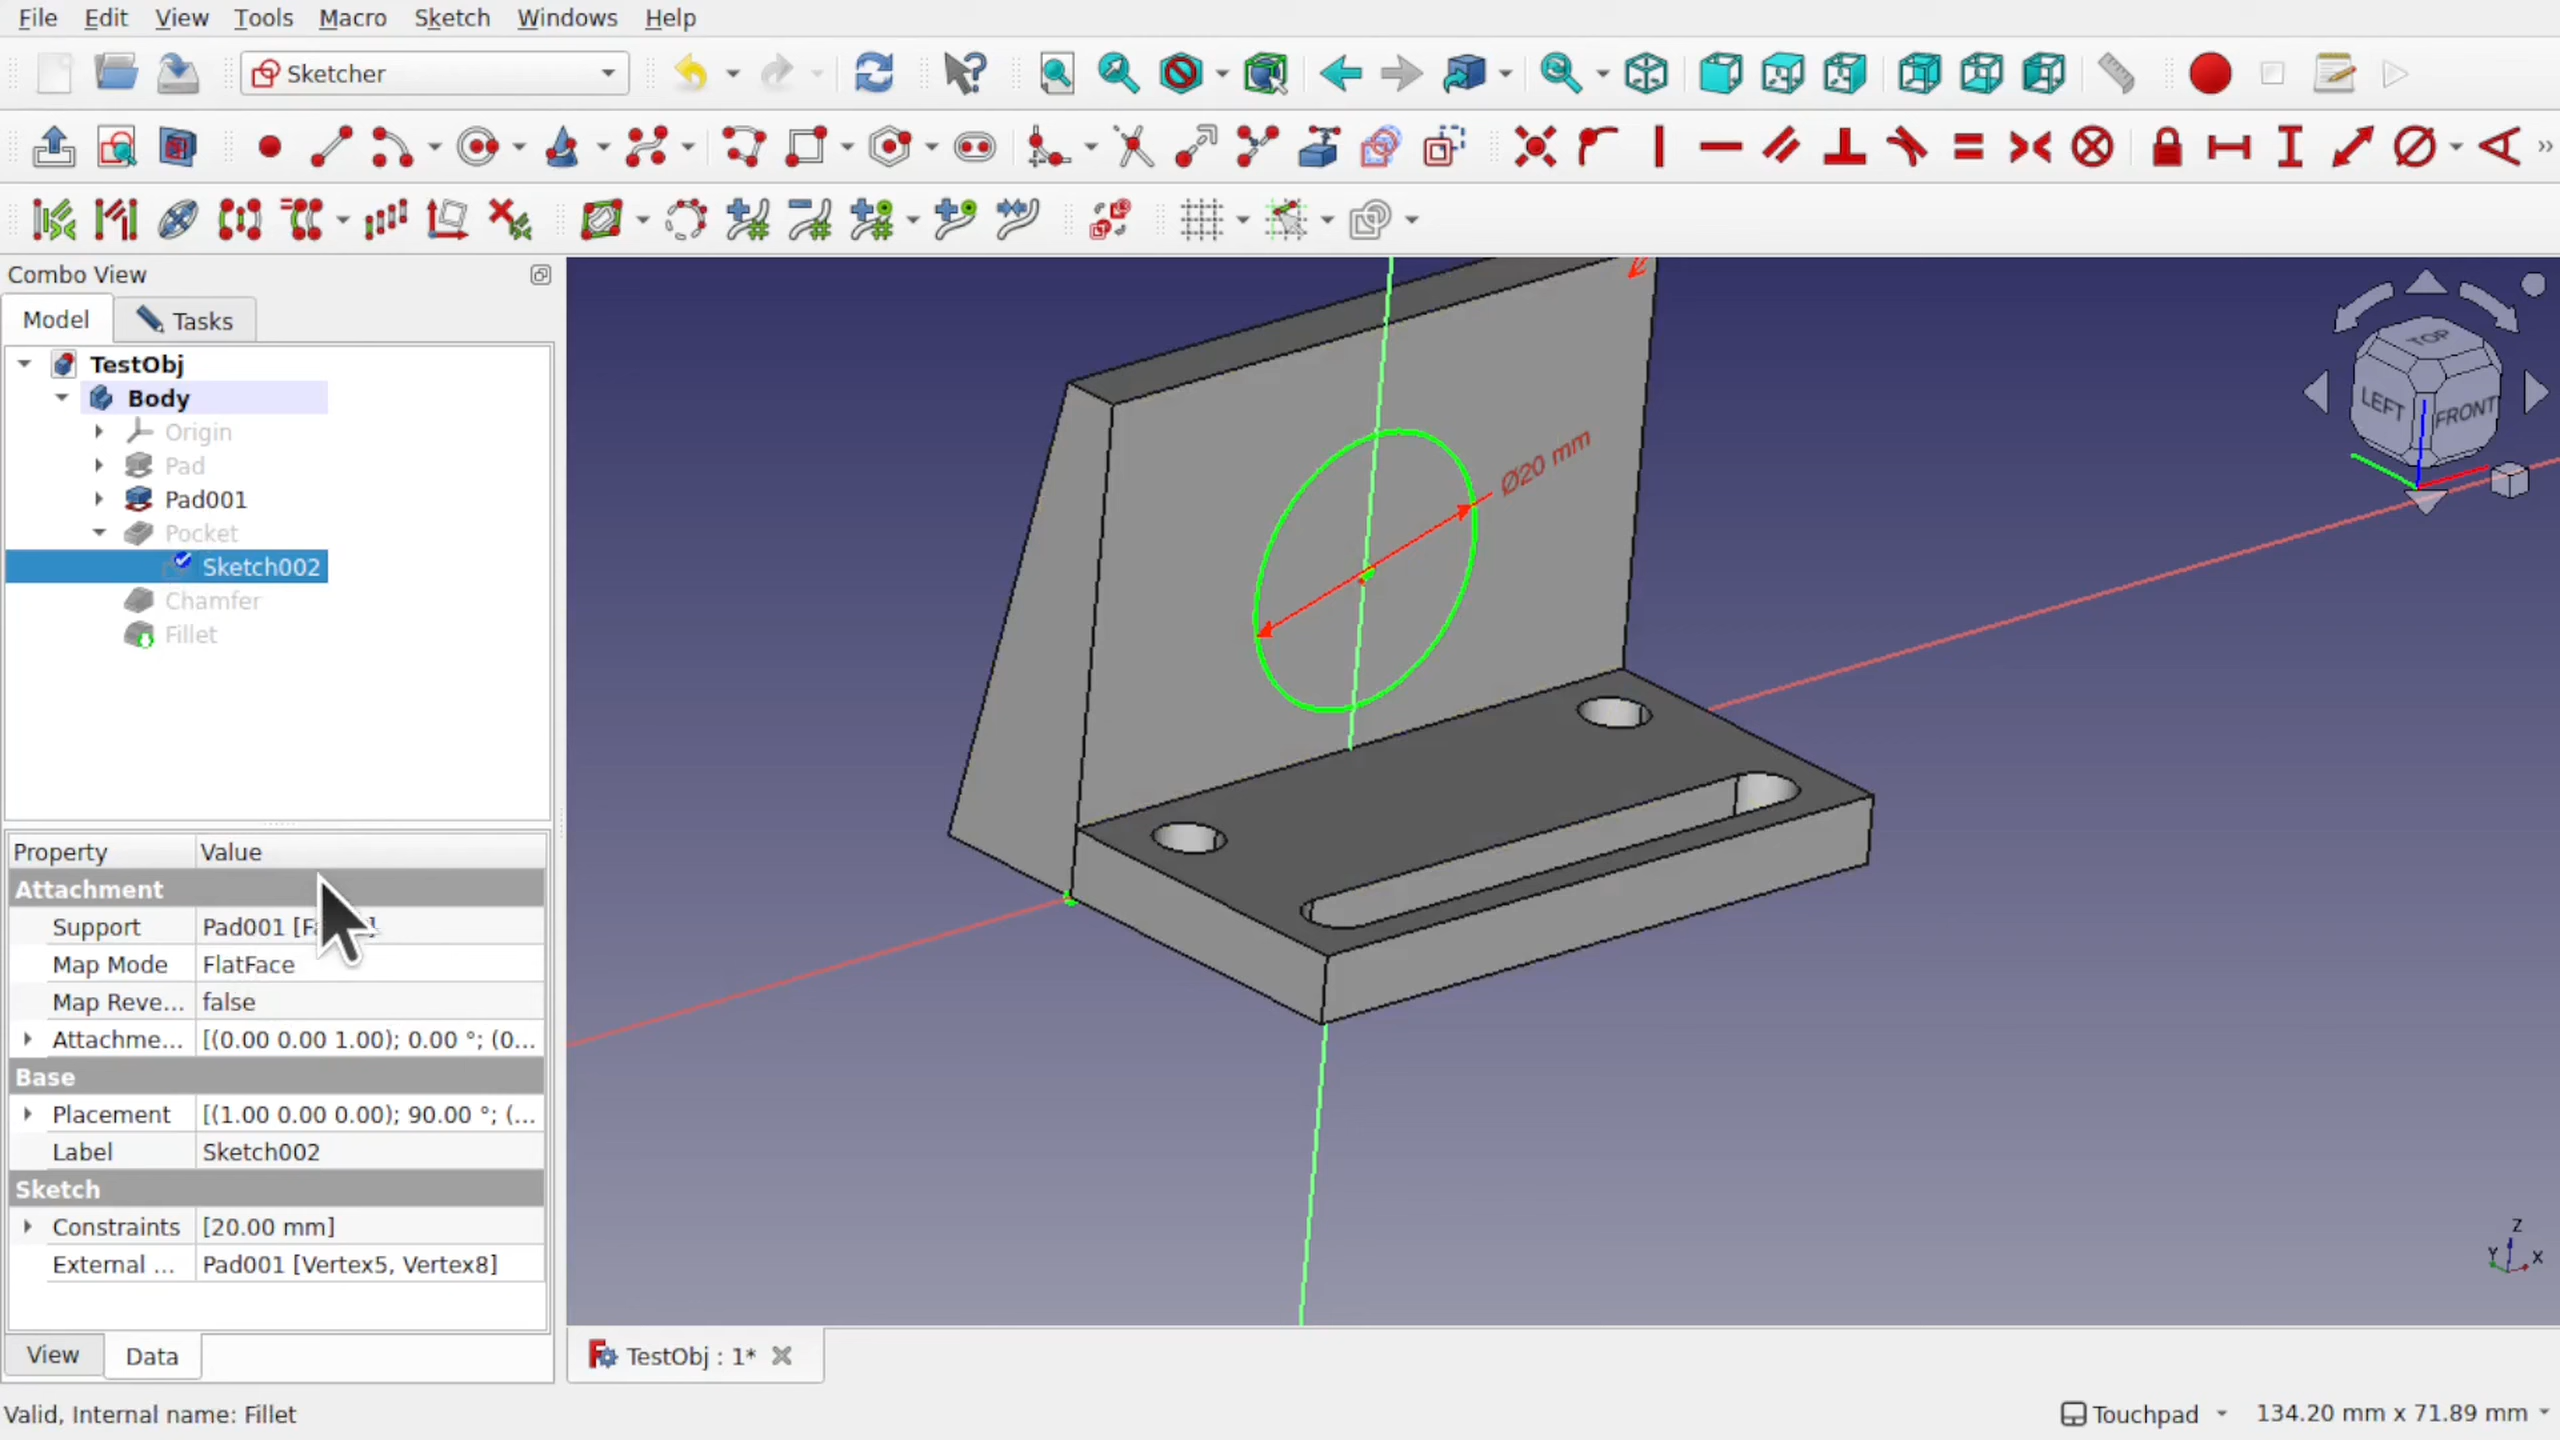 File Edit View Tools Macro Sketch Windows Help
Sketcher
Combo View
Model Tasks
TestObj
Body
Origin
Pad
Pad001
Pocket
Sketch002
Chamfer
Fillet
Property Value
Attachment
Support Pad001
Map Mode FlatFace
Map Reve... false
Attachme... [(0.00 0.00 1.00); 0.00 °; (0...
Base
Placement [(1.00 0.00 0.00); 90.00 °; (...
Label Sketch002
Sketch
Constraints [20.00 mm]
External ... Pad001 [Vertex5, Vertex8]
View Data
Ø20 mm
TOP
LEFT FRONT
Z
Y X
TestObj : 1*
Valid, Internal name: Fillet
Touchpad 134.20 mm x 71.89 mm